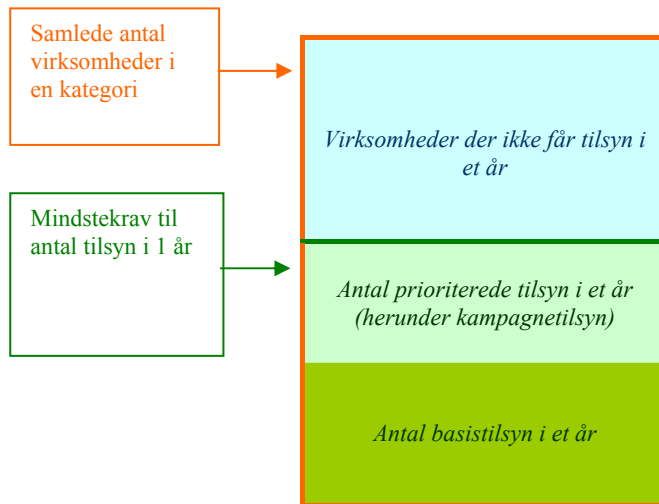 Samlede antal
virksomheder i
en kategori
Virksomheder der ikke får tilsyn i
et år
Mindstekrav til
antal tilsyn i 1 år
Antal prioriterede tilsyn i et år
(herunder kampagnetilsyn)
Antal basistilsyn i et år